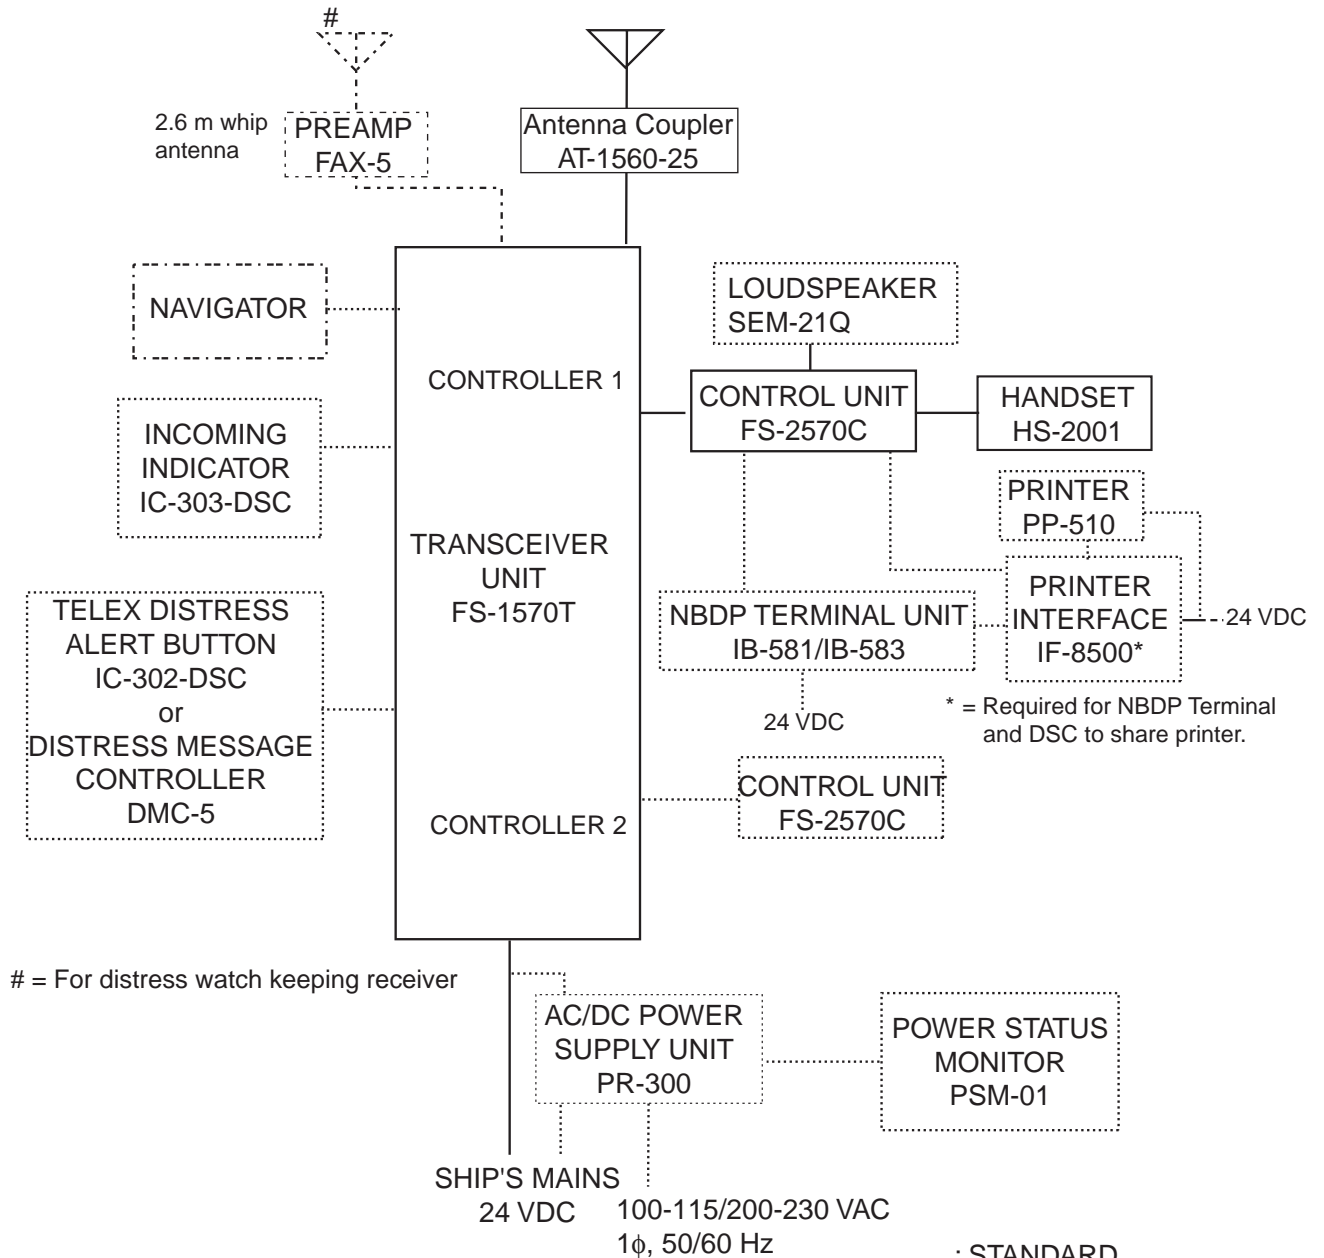 #
2.6 m whip
antenna
PREAMP
FAX-5
Antenna Coupler
AT-1560-25
NAVIGATOR
LOUDSPEAKER
SEM-21Q
CONTROLLER 1
CONTROL UNIT
FS-2570C
HANDSET
HS-2001
INCOMING
INDICATOR
IC-303-DSC
PRINTER
PP-510
TRANSCEIVER
UNIT
FS-1570T
PRINTER
INTERFACE
IF-8500*
24 VDC
NBDP TERMINAL UNIT
IB-581/IB-583
24 VDC
* = Required for NBDP Terminal
and DSC to share printer.
TELEX DISTRESS
ALERT BUTTON
IC-302-DSC
or
DISTRESS MESSAGE
CONTROLLER
DMC-5
CONTROL UNIT
FS-2570C
CONTROLLER 2
# = For distress watch keeping receiver
AC/DC POWER
SUPPLY UNIT
PR-300
POWER STATUS
MONITOR
PSM-01
SHIP'S MAINS
24 VDC
100-115/200-230 VAC
1ϕ, 50/60 Hz
: STANDARD